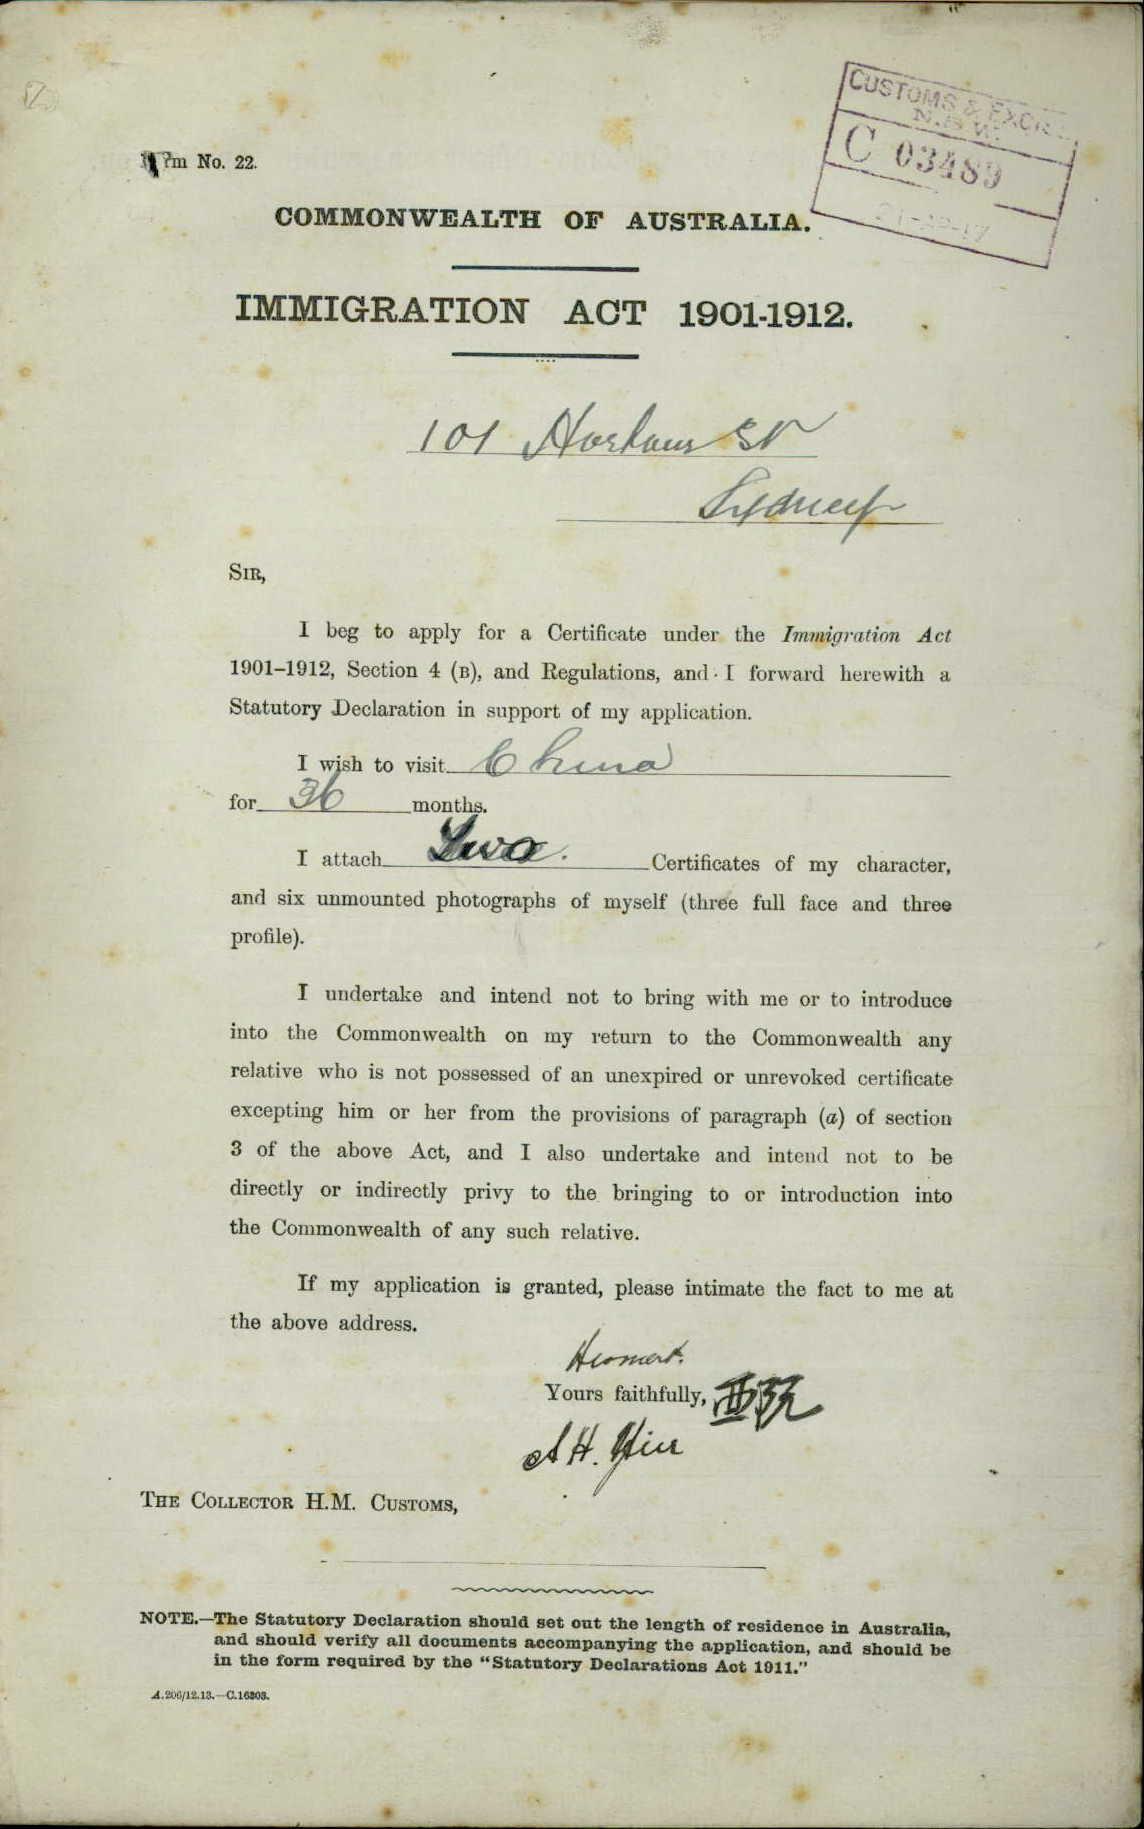 CUSTOMS & EXCISE
N.S.W.
C 03489
21-12-17
Form No. 22.
COMMONWEALTH OF AUSTRALIA.
IMMIGRATION ACT 1901-1912.
101 Harbour St
Sydney
SIR,
I beg to apply for a Certificate under the Immigration Act
1901–1912, Section 4 (B), and Regulations, and I forward herewith a
Statutory Declaration in support of my application.
I wish to visit China
for 36 months.
I attach Two. Certificates of my character,
and six unmounted photographs of myself (three full face and three
profile).
I undertake and intend not to bring with me or to introduce
into the Commonwealth on my return to the Commonwealth any
relative who is not possessed of an unexpired or unrevoked certificate
excepting him or her from the provisions of paragraph (a) of section
3 of the above Act, and I also undertake and intend not to be
directly or indirectly privy to the bringing to or introduction into
the Commonwealth of any such relative.
If my application is granted, please intimate the fact to me at
the above address.
Yours faithfully,
AH. Yin
THE COLLECTOR H.M. CUSTOMS,
NOTE.—The Statutory Declaration should set out the length of residence in Australia,
and should verify all documents accompanying the application, and should be
in the form required by the "Statutory Declarations Act 1911."
A.206/12.13.—C.16303.